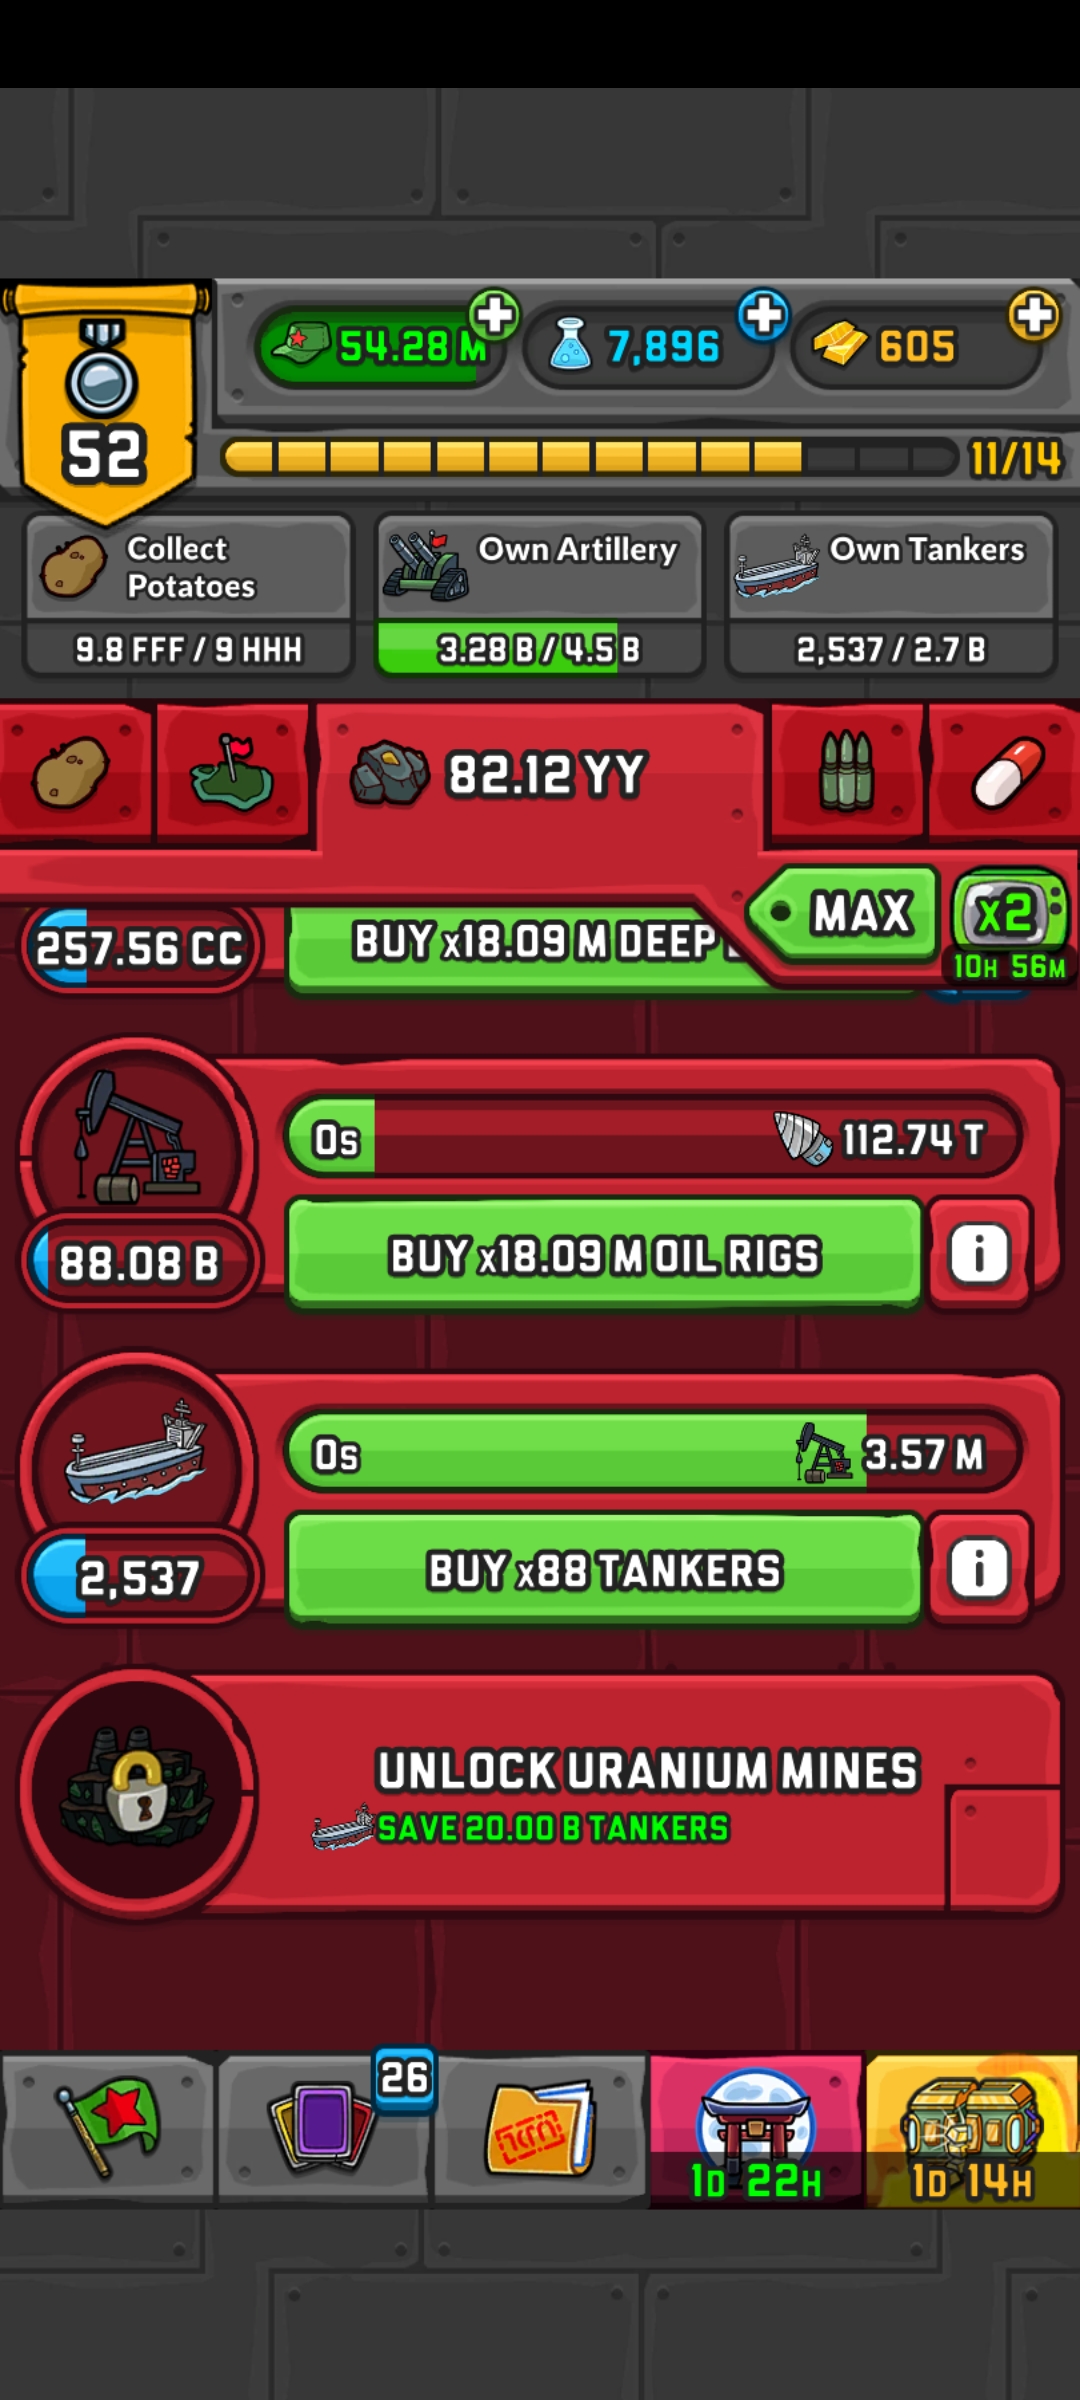 54.28 M
7,896
605
52
11/14
Collect
Potatoes
Own Artillery
Own Tankers
9.8 FFF / 9 HHH
3.28 B / 4.5 B
2,537 / 2.7 B
82.12 YY
MAX
x2
10H 56M
257.56 CC
BUY x18.09 M DEEP
0s
112.74 T
88.08 B
BUY x18.09 M OIL RIGS
i
0s
3.57 M
2,537
BUY x88 TANKERS
i
UNLOCK URANIUM MINES
SAVE 20.00 B TANKERS
26
1D 22H
1D 14H